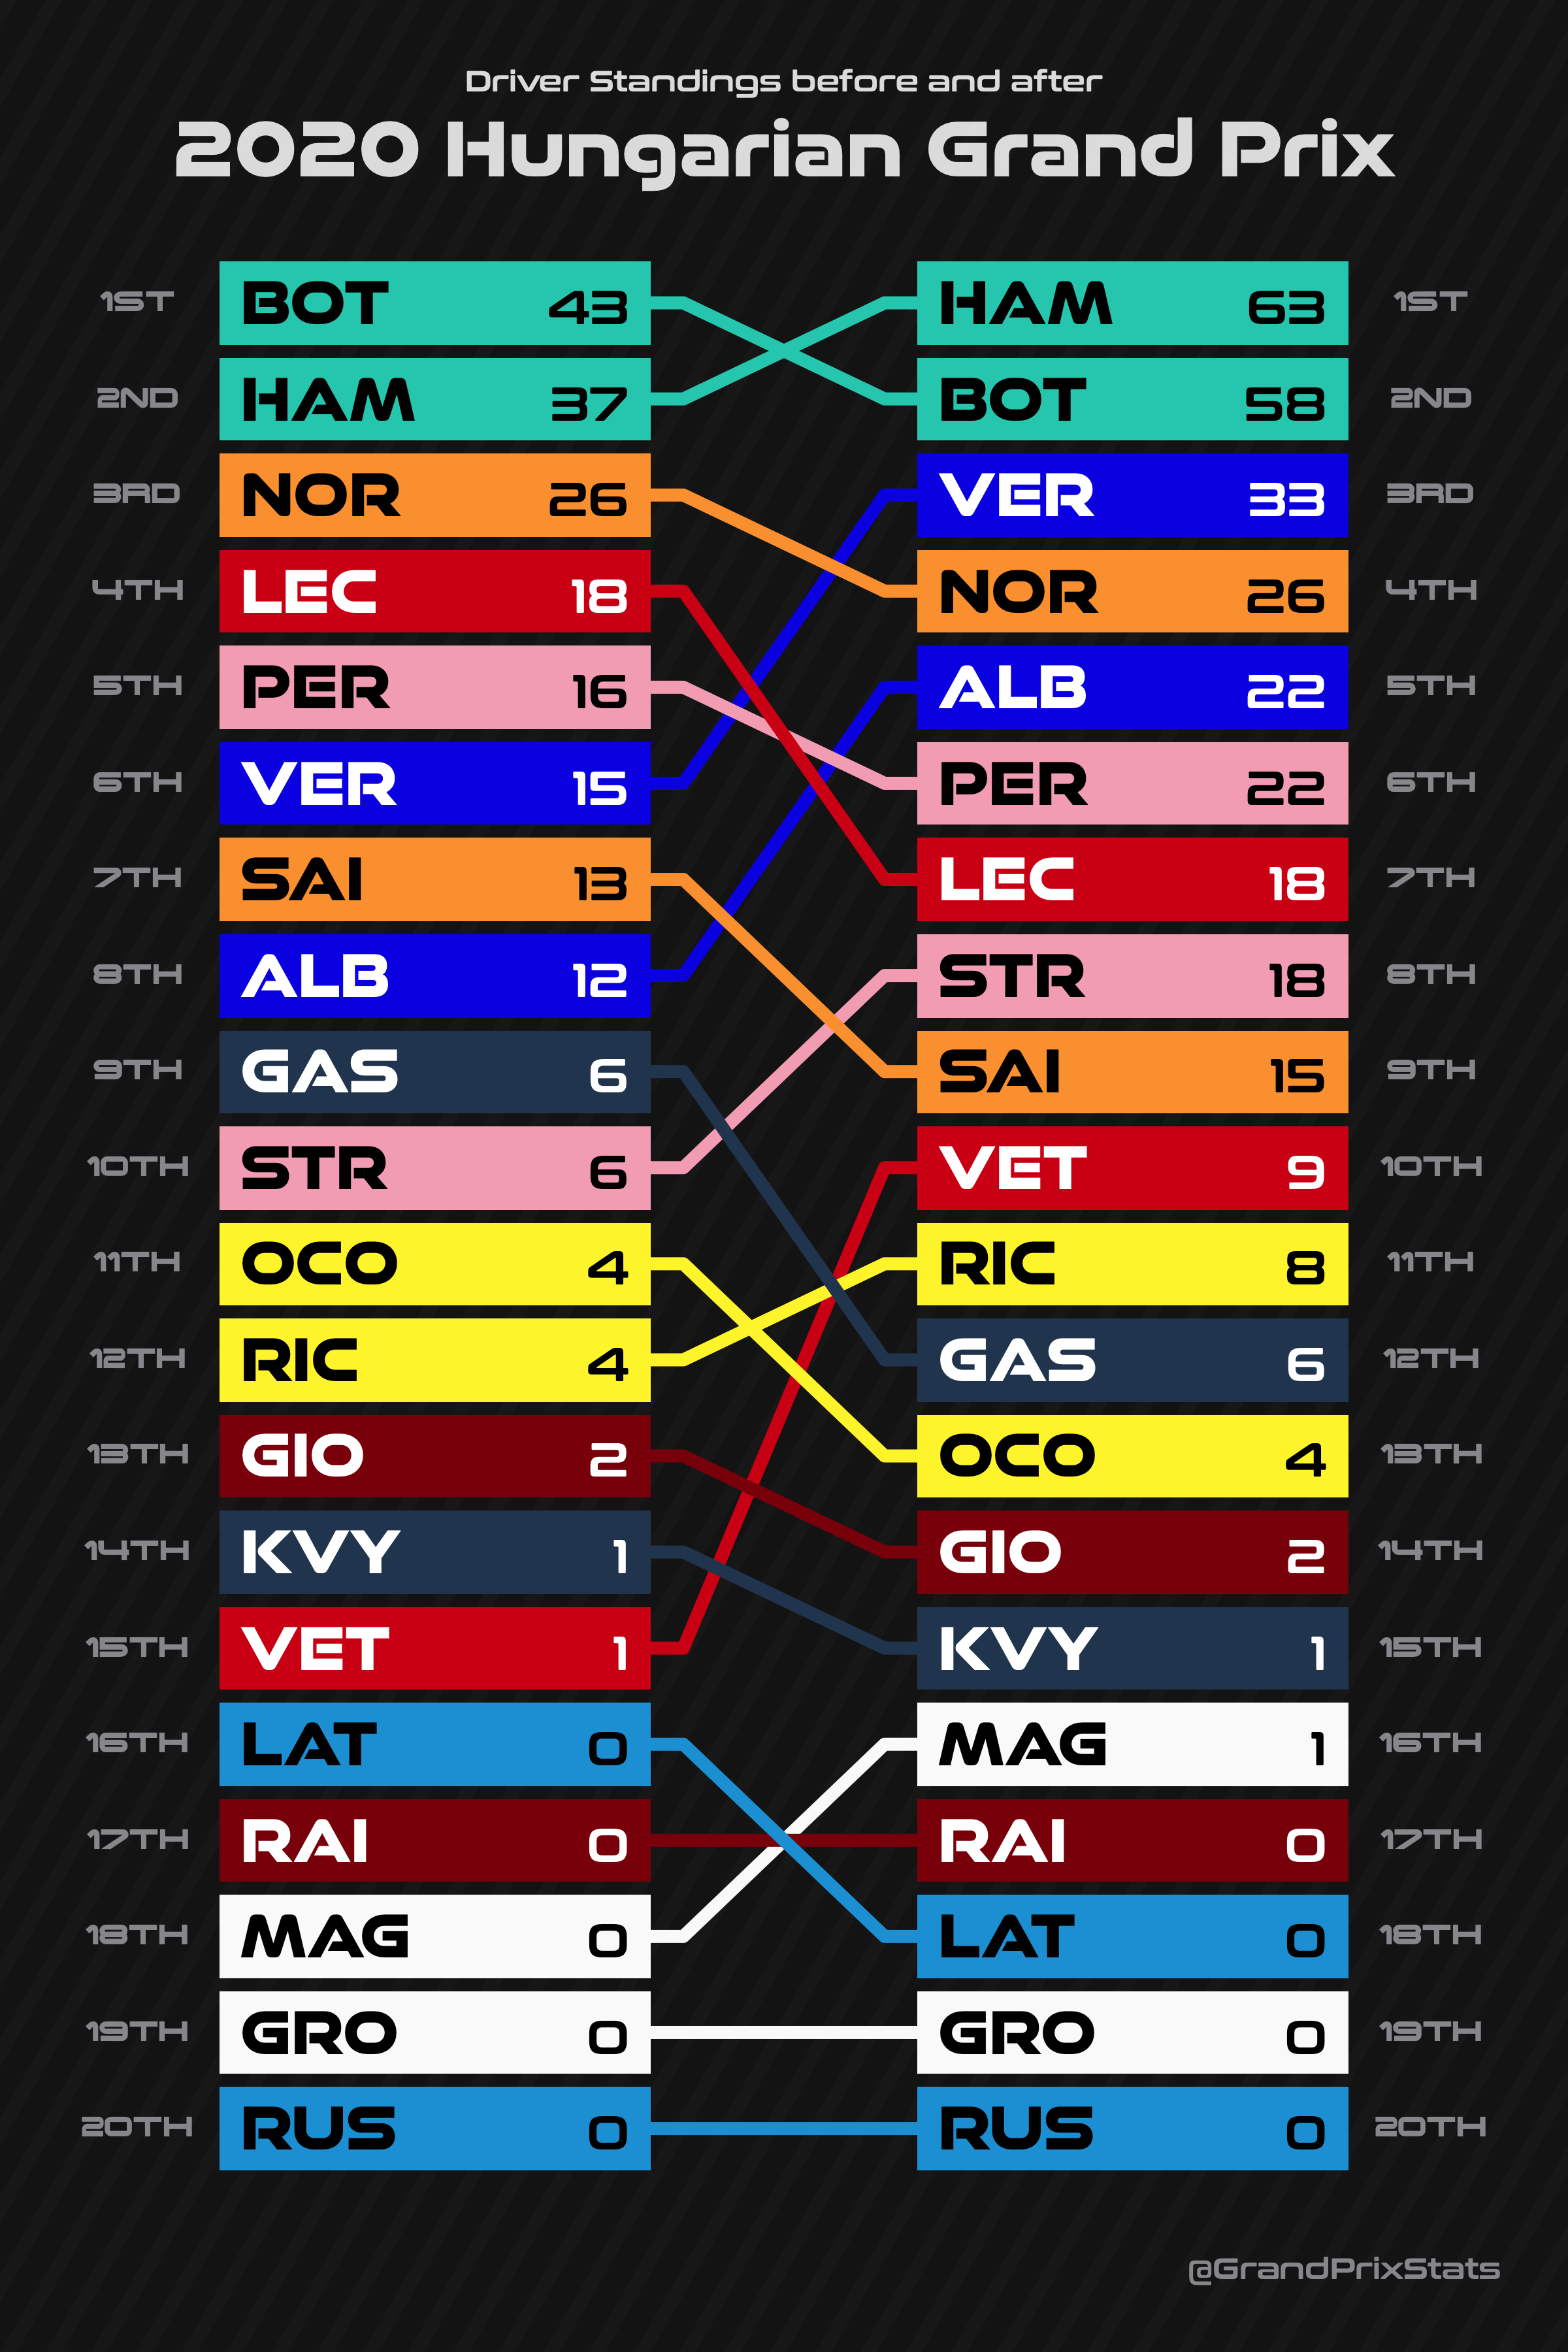 Driver Standings before and after
2020 Hungarian Grand Prix
1ST BOT 43 HAM 63 1ST
2ND HAM 37 BOT 58 2ND
3RD NOR 26 VER 33 3RD
4TH LEC 18 NOR 26 4TH
5TH PER 16 ALB 22 5TH
6TH VER 15 PER 22 6TH
7TH SAI 13 LEC 18 7TH
8TH ALB 12 STR 18 8TH
9TH GAS 6 SAI 15 9TH
10TH STR 6 VET 9 10TH
11TH OCO 4 RIC 8 11TH
12TH RIC 4 GAS 6 12TH
13TH GIO 2 OCO 4 13TH
14TH KVY 1 GIO 2 14TH
15TH VET 1 KVY 1 15TH
16TH LAT 0 MAG 1 16TH
17TH RAI 0 RAI 0 17TH
18TH MAG 0 LAT 0 18TH
19TH GRO 0 GRO 0 19TH
20TH RUS 0 RUS 0 20TH
@GrandPrixStats